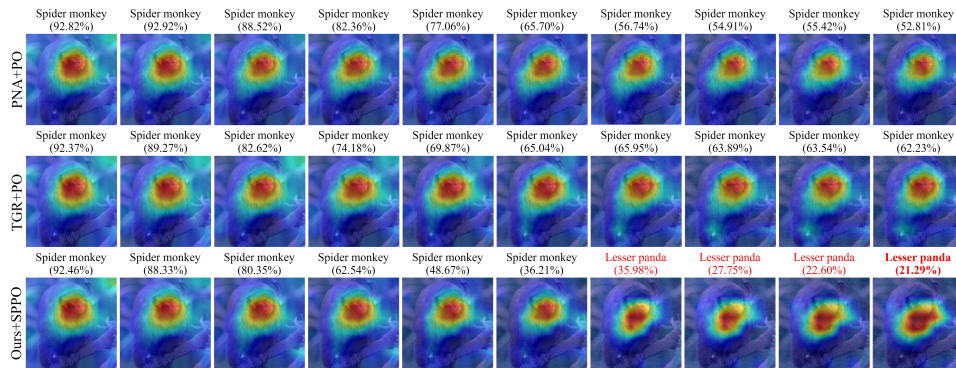 Spider monkey Spider monkey Spider monkey Spider monkey Spider monkey Spider monkey Spider monkey Spider monkey Spider monkey Spider monkey
(92.82%) (92.92%) (88.52%) (82.36%) (77.06%) (65.70%) (56.74%) (54.91%) (55.42%) (52.81%)
PNA+PO
Spider monkey Spider monkey Spider monkey Spider monkey Spider monkey Spider monkey Spider monkey Spider monkey Spider monkey Spider monkey
(92.37%) (89.27%) (82.62%) (74.18%) (69.87%) (65.04%) (65.95%) (63.89%) (63.54%) (62.23%)
TGR+PO
Spider monkey Spider monkey Spider monkey Spider monkey Spider monkey Spider monkey Lesser panda Lesser panda Lesser panda Lesser panda
(92.46%) (88.33%) (80.35%) (62.54%) (48.67%) (36.21%) (35.98%) (27.75%) (22.60%) (21.29%)
Ours+SPPO